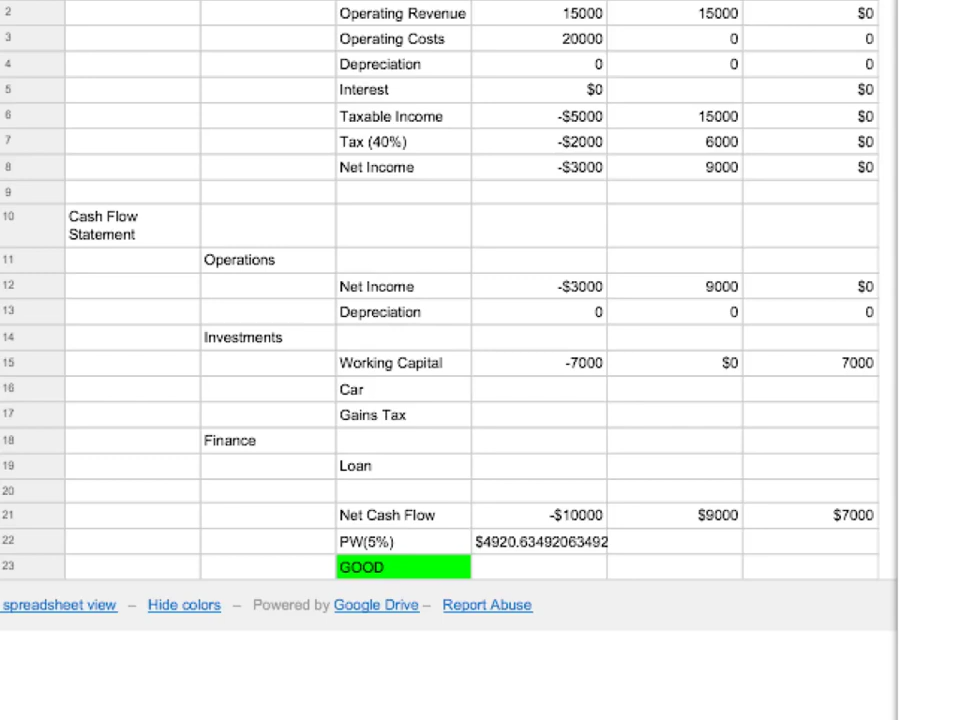 2 Operating Revenue 15000 15000 $0
3 Operating Costs 20000 0 0
4 Depreciation 0 0 0
5 Interest $0 $0
6 Taxable Income -$5000 15000 $0
7 Tax (40%) -$2000 6000 $0
8 Net Income -$3000 9000 $0
9
10 Cash Flow
Statement
11 Operations
12 Net Income -$3000 9000 $0
13 Depreciation 0 0 0
14 Investments
15 Working Capital -7000 $0 7000
16 Car
17 Gains Tax
18 Finance
19 Loan
20
21 Net Cash Flow -$10000 $9000 $7000
22 PW(5%) $4920.63492063492
23 GOOD
spreadsheet view – Hide colors – Powered by Google Drive – Report Abuse